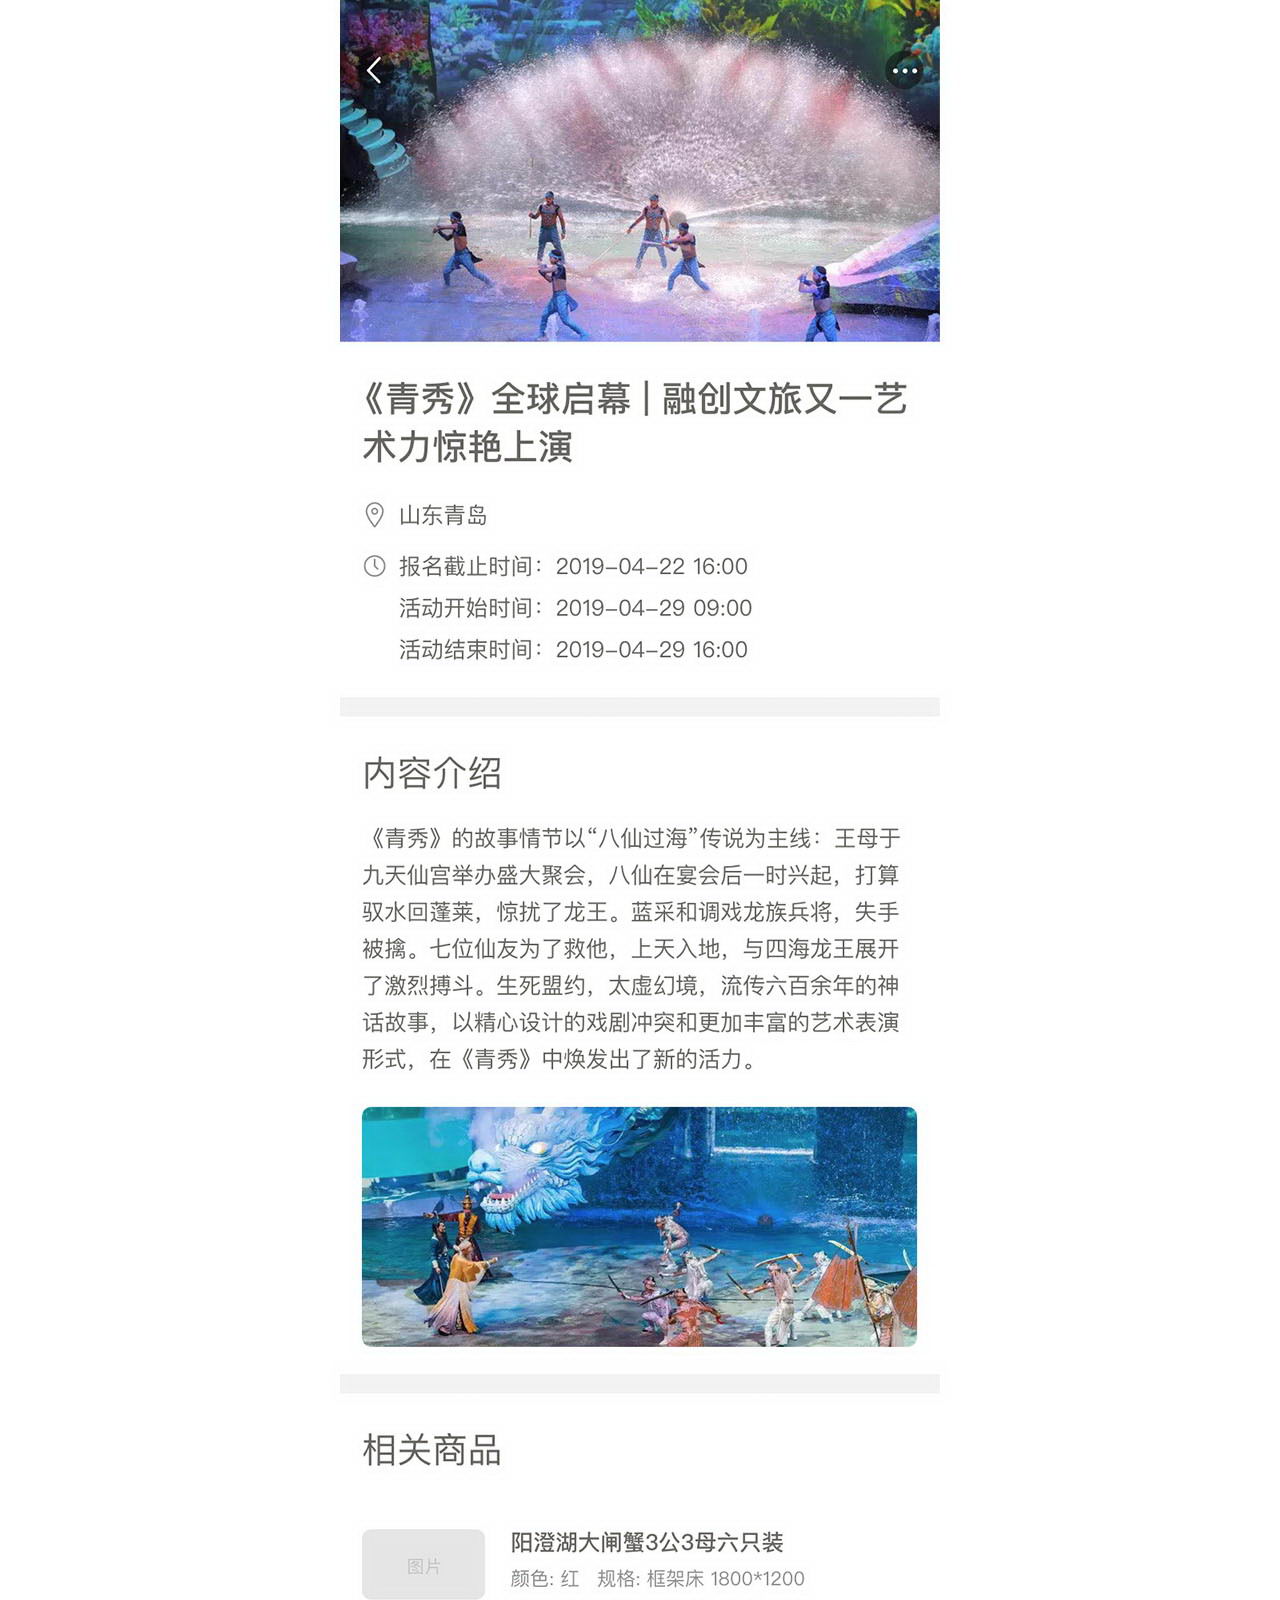 《青秀》全球启幕 | 融创文旅又一艺
术力惊艳上演
山东青岛
报名截止时间：2019-04-22 16:00
活动开始时间：2019-04-29 09:00
活动结束时间：2019-04-29 16:00
内容介绍
《青秀》的故事情节以“八仙过海”传说为主线：王母于
九天仙宫举办盛大聚会，八仙在宴会后一时兴起，打算
驭水回蓬莱，惊扰了龙王。蓝采和调戏龙族兵将，失手
被擒。七位仙友为了救他，上天入地，与四海龙王展开
了激烈搏斗。生死盟约，太虚幻境，流传六百余年的神
话故事，以精心设计的戏剧冲突和更加丰富的艺术表演
形式，在《青秀》中焕发出了新的活力。
相关商品
图片
阳澄湖大闸蟹3公3母六只装
颜色: 红 规格: 框架床 1800*1200